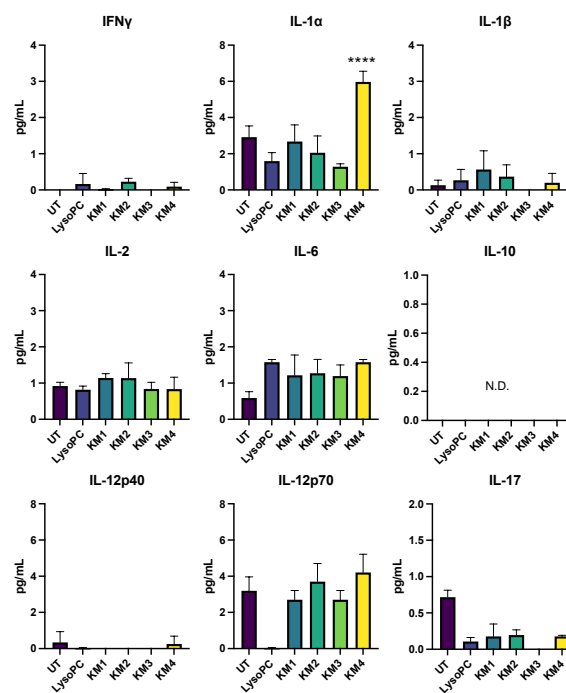 IFNγ
pg/mL
4
3
2
1
0
UT
LysoPC
KM1
KM2
KM3
KM4
IL-1α
pg/mL
8
6
4
2
0
****
UT
LysoPC
KM1
KM2
KM3
KM4
IL-1β
pg/mL
4
3
2
1
0
UT
LysoPC
KM1
KM2
KM3
KM4
IL-2
pg/mL
4
3
2
1
0
UT
LysoPC
KM1
KM2
KM3
KM4
IL-6
pg/mL
4
3
2
1
0
UT
LysoPC
KM1
KM2
KM3
KM4
IL-10
pg/mL
1.0
0.8
0.6
0.4
0.2
0.0
N.D.
UT
LysoPC
KM1
KM2
KM3
KM4
IL-12p40
pg/mL
8
6
4
2
0
UT
LysoPC
KM1
KM2
KM3
KM4
IL-12p70
pg/mL
8
6
4
2
0
UT
LysoPC
KM1
KM2
KM3
KM4
IL-17
pg/mL
2.0
1.5
1.0
0.5
0.0
UT
LysoPC
KM1
KM2
KM3
KM4